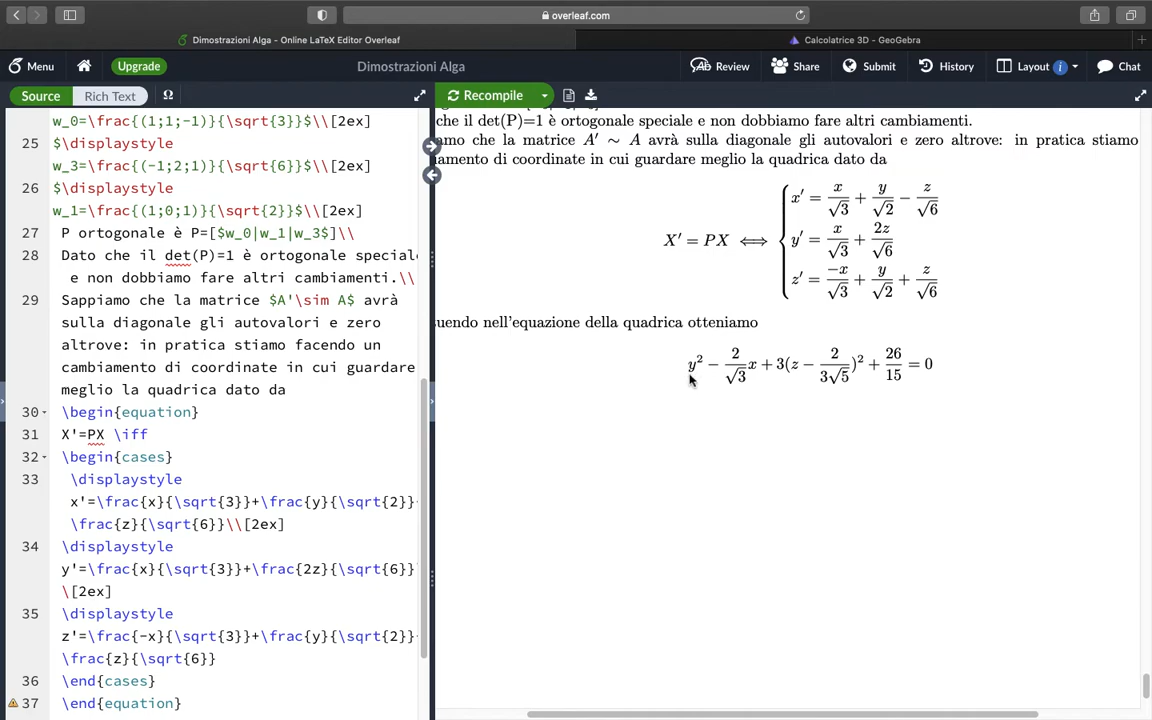 overleaf.com
Dimostrazioni Alga - Online LaTeX Editor Overleaf
Calcolatrice 3D - GeoGebra
Menu
Upgrade
Dimostrazioni Alga
Review
Share
Submit
History
Layout
Chat
Source
Rich Text
Ω
Recompile
w_0=\frac{(1;1;-1)}{\sqrt{3}}$\\[2ex]
25 $\displaystyle
w_3=\frac{(-1;2;1)}{\sqrt{6}}$\\[2ex]
26 $\displaystyle
w_1=\frac{(1;0;1)}{\sqrt{2}}$\\[2ex]
27 P ortogonale è P=[$w_0|w_1|w_3$]\\
28 Dato che il det(P)=1 è ortogonale speciale
e non dobbiamo fare altri cambiamenti.\\
29 Sappiamo che la matrice $A'\sim A$ avrà
sulla diagonale gli autovalori e zero
altrove: in pratica stiamo facendo un
cambiamento di coordinate in cui guardare
meglio la quadrica dato da
30 \begin{equation}
31 X'=PX \iff
32 \begin{cases}
33 \displaystyle
x'=\frac{x}{\sqrt{3}}+\frac{y}{\sqrt{2}}-
\frac{z}{\sqrt{6}}\\[2ex]
34 \displaystyle
y'=\frac{x}{\sqrt{3}}+\frac{2z}{\sqrt{6}}
\[2ex]
35 \displaystyle
z'=\frac{-x}{\sqrt{3}}+\frac{y}{\sqrt{2}}+
\frac{z}{\sqrt{6}}
36 \end{cases}
37 \end{equation}
che il det(P)=1 è ortogonale speciale e non dobbiamo fare altri cambiamenti.
amo che la matrice A′ ∼ A avrà sulla diagonale gli autovalori e zero altrove: in pratica stiamo
amento di coordinate in cui guardare meglio la quadrica dato da
x′ = x/√3 + y/√2 − z/√6
X′ = PX ⟺ { y′ = x/√3 + 2z/√6
z′ = −x/√3 + y/√2 + z/√6
uendo nell'equazione della quadrica otteniamo
y² − 2/√3 x + 3(z − 2/3√5)² + 26/15 = 0